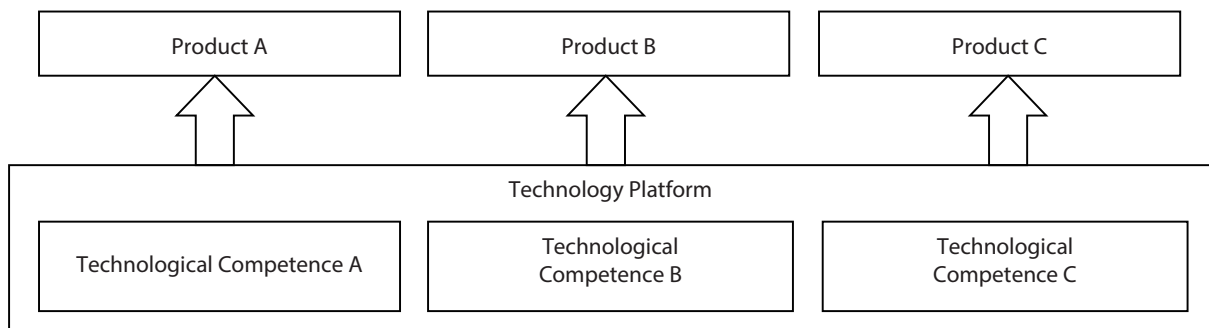 Product A
Product B
Product C
Technology Platform
Technological Competence A
Technological
Competence B
Technological
Competence C